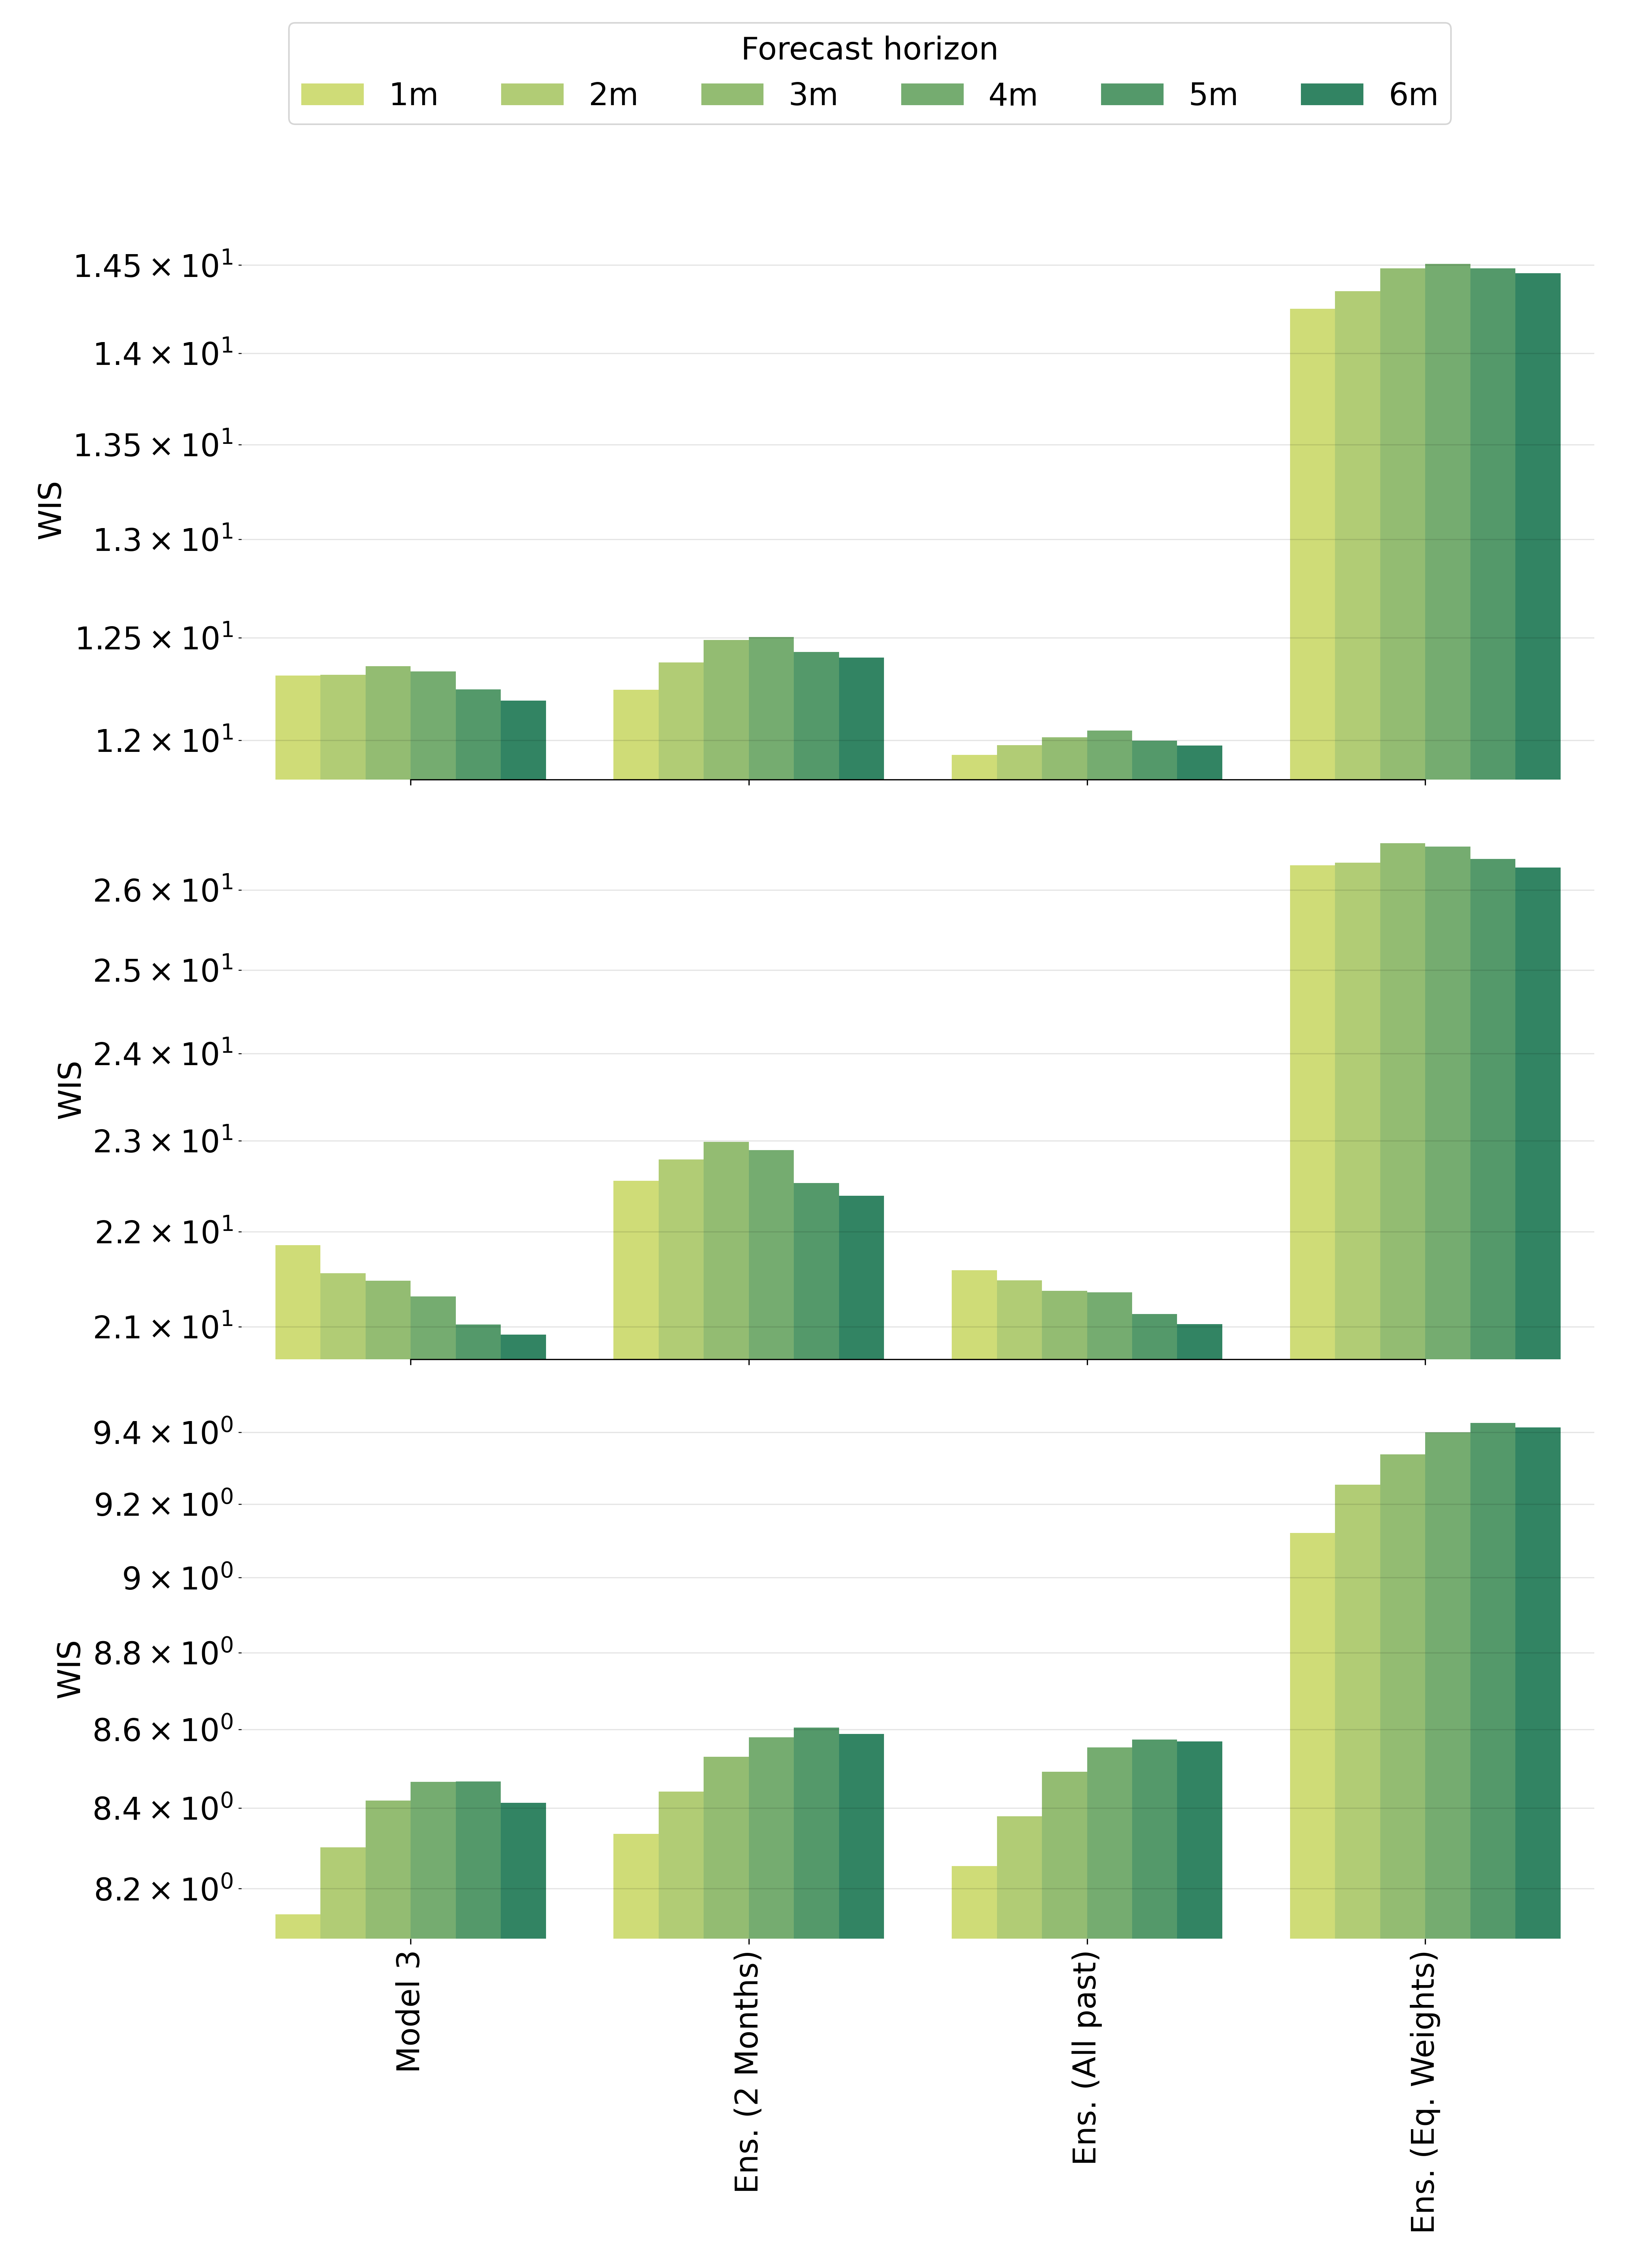 Forecast horizon
1m 2m 3m 4m 5m 6m
1.45 × 10¹
1.4 × 10¹
1.35 × 10¹
1.3 × 10¹
1.25 × 10¹
1.2 × 10¹
WIS
2.6 × 10¹
2.5 × 10¹
2.4 × 10¹
2.3 × 10¹
2.2 × 10¹
2.1 × 10¹
WIS
9.4 × 10⁰
9.2 × 10⁰
9 × 10⁰
8.8 × 10⁰
8.6 × 10⁰
8.4 × 10⁰
8.2 × 10⁰
WIS
Model 3
Ens. (2 Months)
Ens. (All past)
Ens. (Eq. Weights)